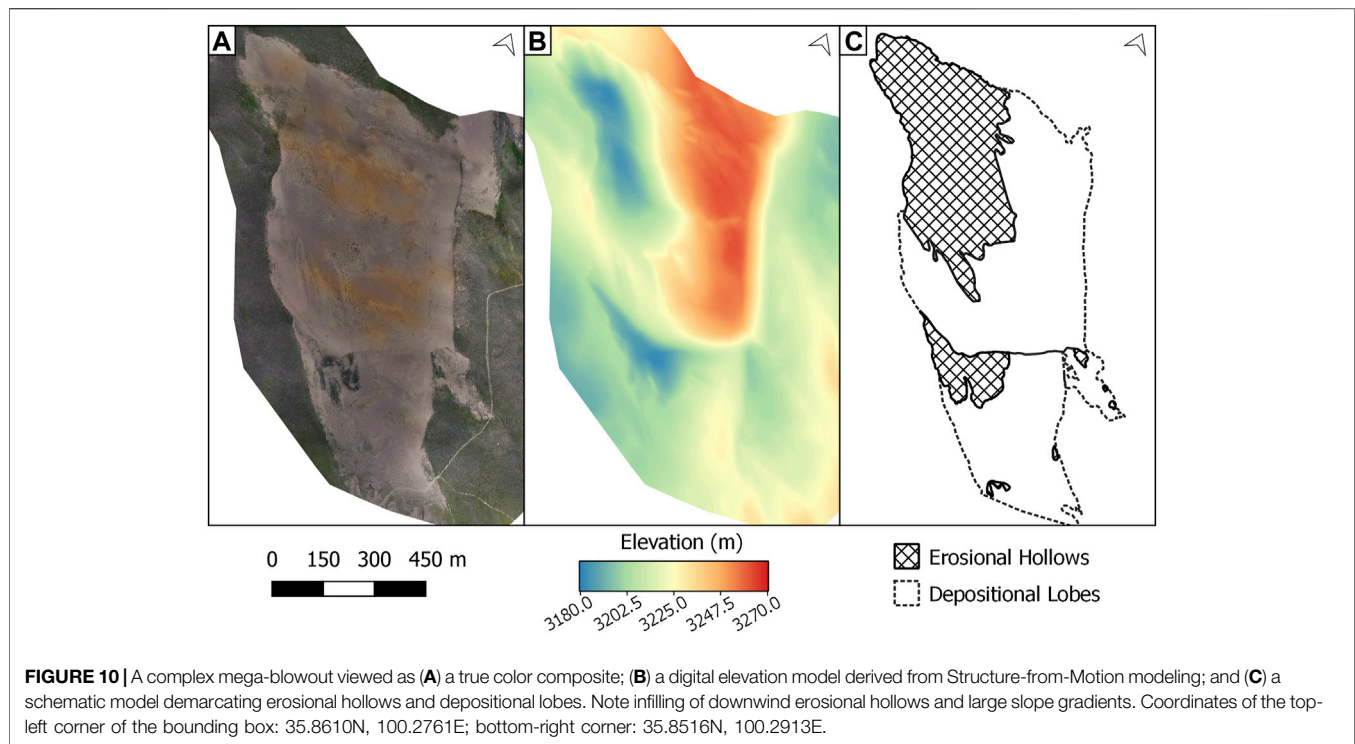 A B C
0 150 300 450 m
Elevation (m)
3180.0 3202.5 3225.0 3247.5 3270.0
Erosional Hollows
Depositional Lobes
FIGURE 10 | A complex mega-blowout viewed as (A) a true color composite; (B) a digital elevation model derived from Structure-from-Motion modeling; and (C) a
schematic model demarcating erosional hollows and depositional lobes. Note infilling of downwind erosional hollows and large slope gradients. Coordinates of the top-
left corner of the bounding box: 35.8610N, 100.2761E; bottom-right corner: 35.8516N, 100.2913E.